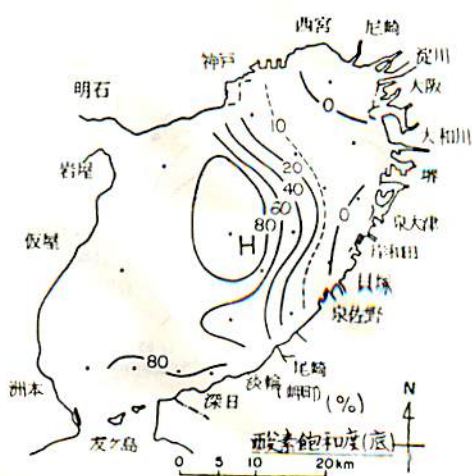 西宮
尼崎
淀川
神戸
大阪
明石
0
10
大和川
岩屋
20
堺
40
0
泉大津
仮屋
60
80
岸和田
H
貝塚
泉佐野
80
尾崎
淡輪
(岬町)
(%)
N
洲本
深日
友ケ島
酸素飽和度(底)
0 5 10 20km